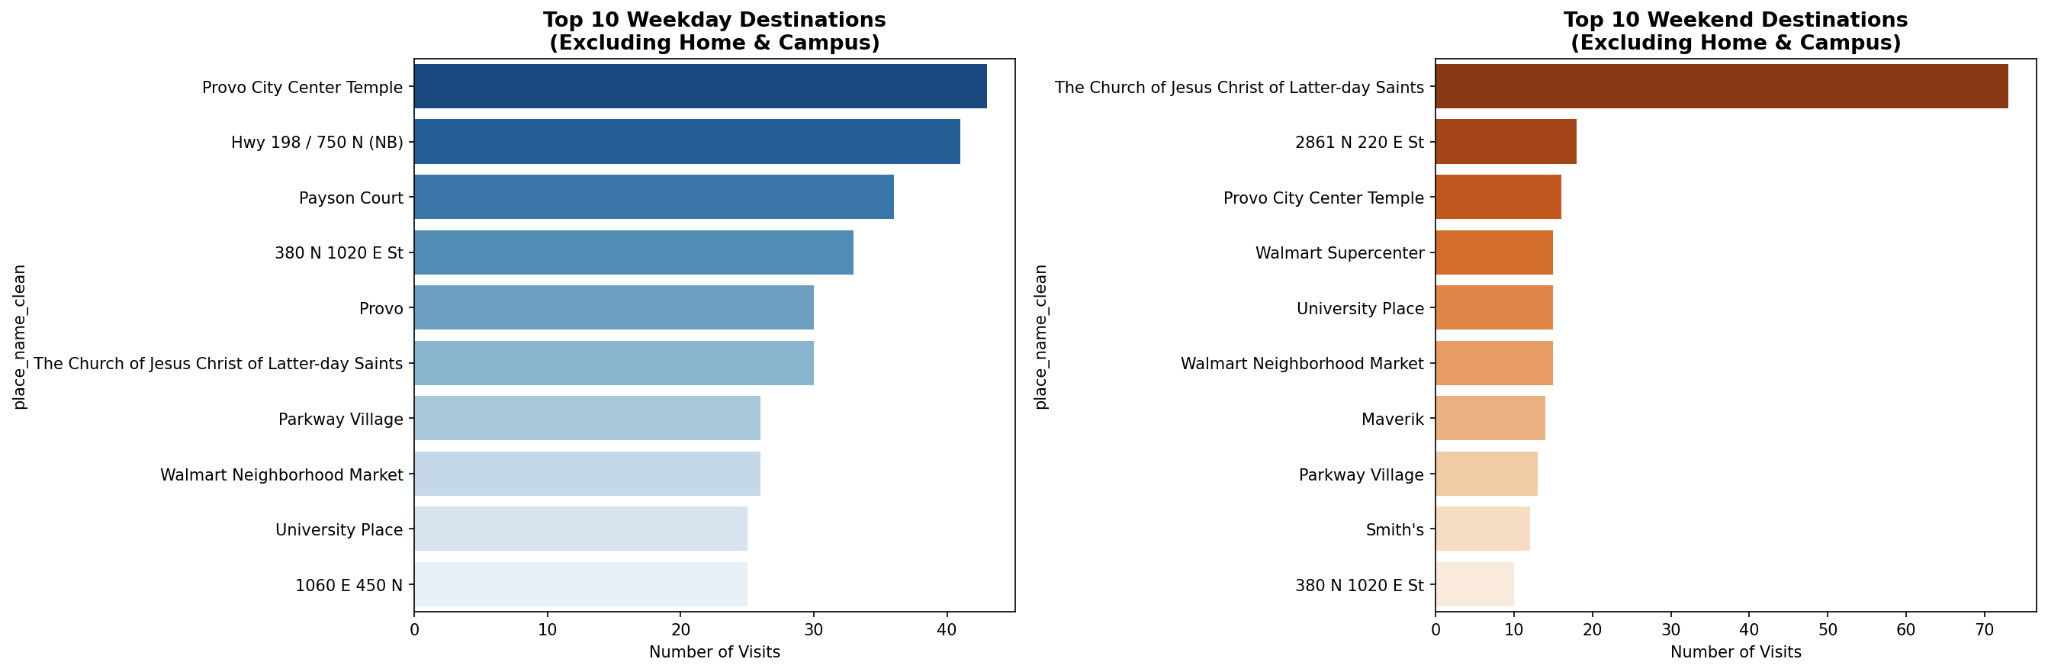 Top 10 Weekday Destinations
(Excluding Home & Campus)
place_name_clean
Provo City Center Temple
Hwy 198 / 750 N (NB)
Payson Court
380 N 1020 E St
Provo
The Church of Jesus Christ of Latter-day Saints
Parkway Village
Walmart Neighborhood Market
University Place
1060 E 450 N
0 10 20 30 40
Number of Visits
Top 10 Weekend Destinations
(Excluding Home & Campus)
place_name_clean
The Church of Jesus Christ of Latter-day Saints
2861 N 220 E St
Provo City Center Temple
Walmart Supercenter
University Place
Walmart Neighborhood Market
Maverik
Parkway Village
Smith's
380 N 1020 E St
0 10 20 30 40 50 60 70
Number of Visits